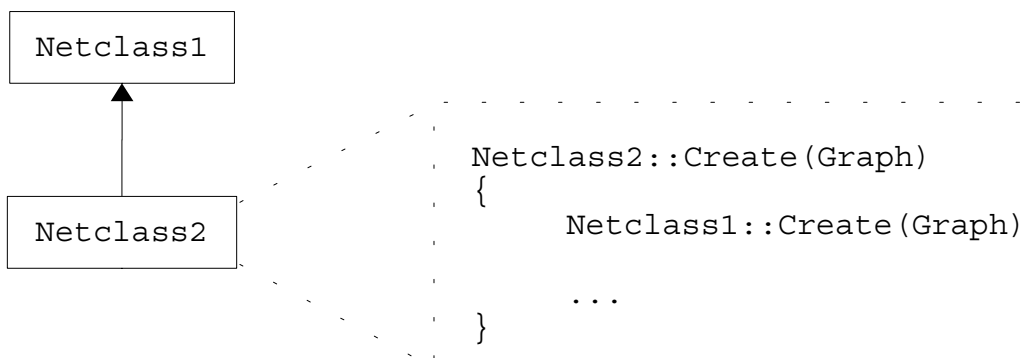 Netclass1
Netclass2::Create(Graph)
{
Netclass2
Netclass1::Create(Graph)
...
}